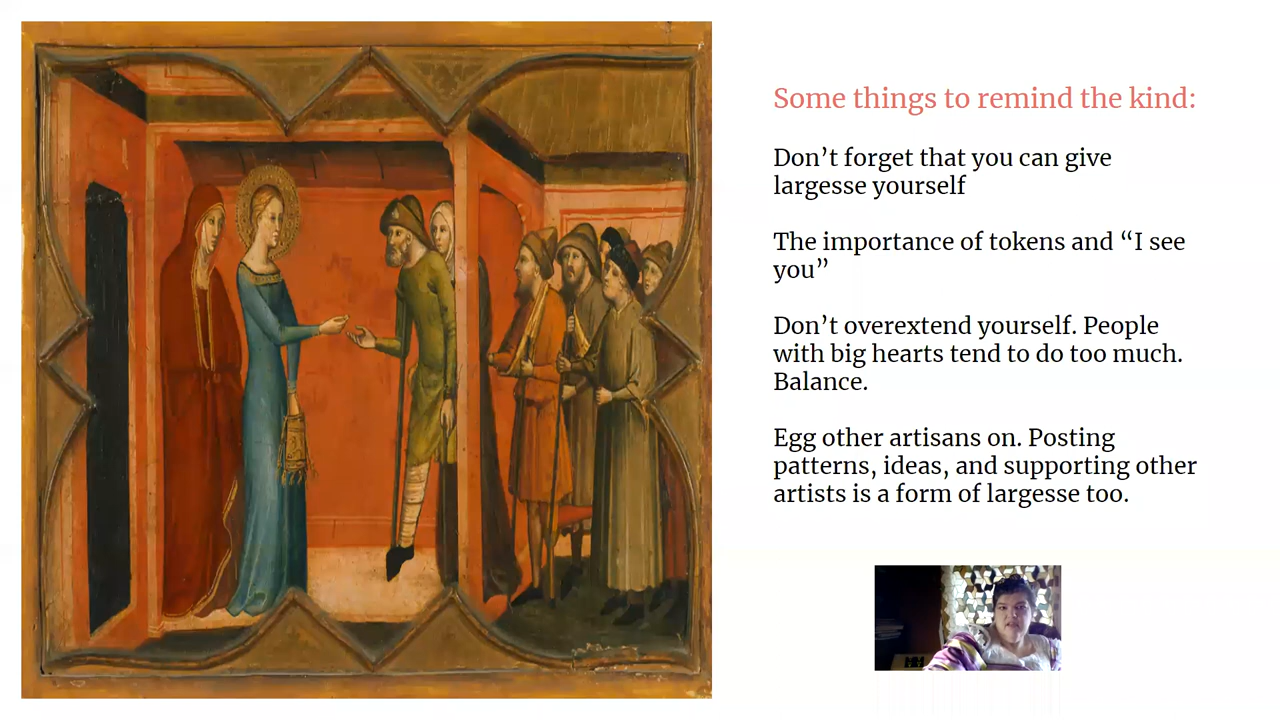 Some things to remind the kind:
Don’t forget that you can give
largesse yourself
The importance of tokens and “I see
you”
Don’t overextend yourself. People
with big hearts tend to do too much.
Balance.
Egg other artisans on. Posting
patterns, ideas, and supporting other
artists is a form of largesse too.